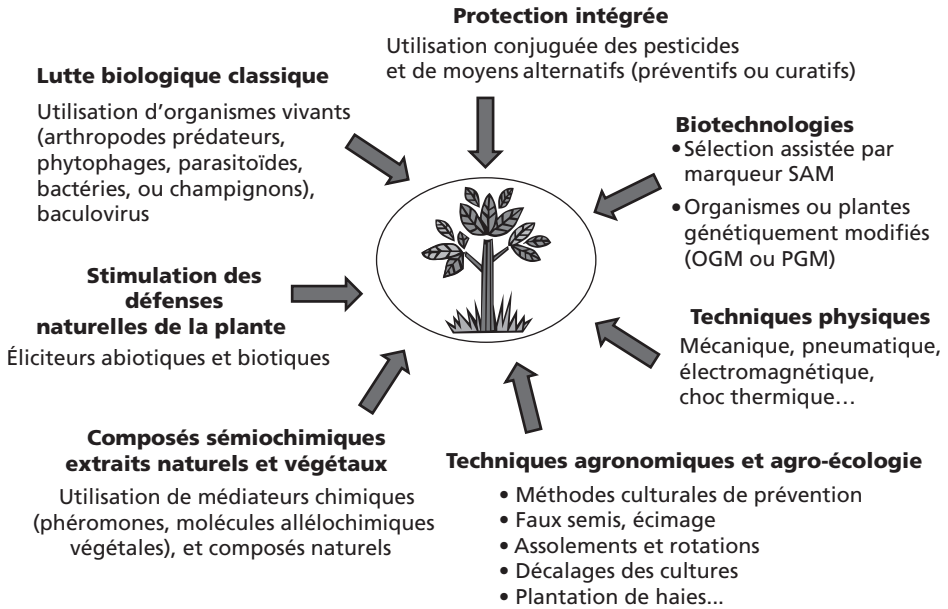 Protection intégrée
Utilisation conjuguée des pesticides
et de moyens alternatifs (préventifs ou curatifs)
Lutte biologique classique
Utilisation d'organismes vivants
(arthropodes prédateurs,
phytophages, parasitoïdes,
bactéries, ou champignons),
baculovirus
Biotechnologies
• Sélection assistée par
marqueur SAM
• Organismes ou plantes
génétiquement modifiés
(OGM ou PGM)
Stimulation des
défenses
naturelles de la plante
Éliciteurs abiotiques et biotiques
Techniques physiques
Mécanique, pneumatique,
électromagnétique,
choc thermique…
Composés sémiochimiques
extraits naturels et végétaux
Utilisation de médiateurs chimiques
(phéromones, molécules allélochimiques
végétales), et composés naturels
Techniques agronomiques et agro-écologie
• Méthodes culturales de prévention
• Faux semis, écimage
• Assolements et rotations
• Décalages des cultures
• Plantation de haies...